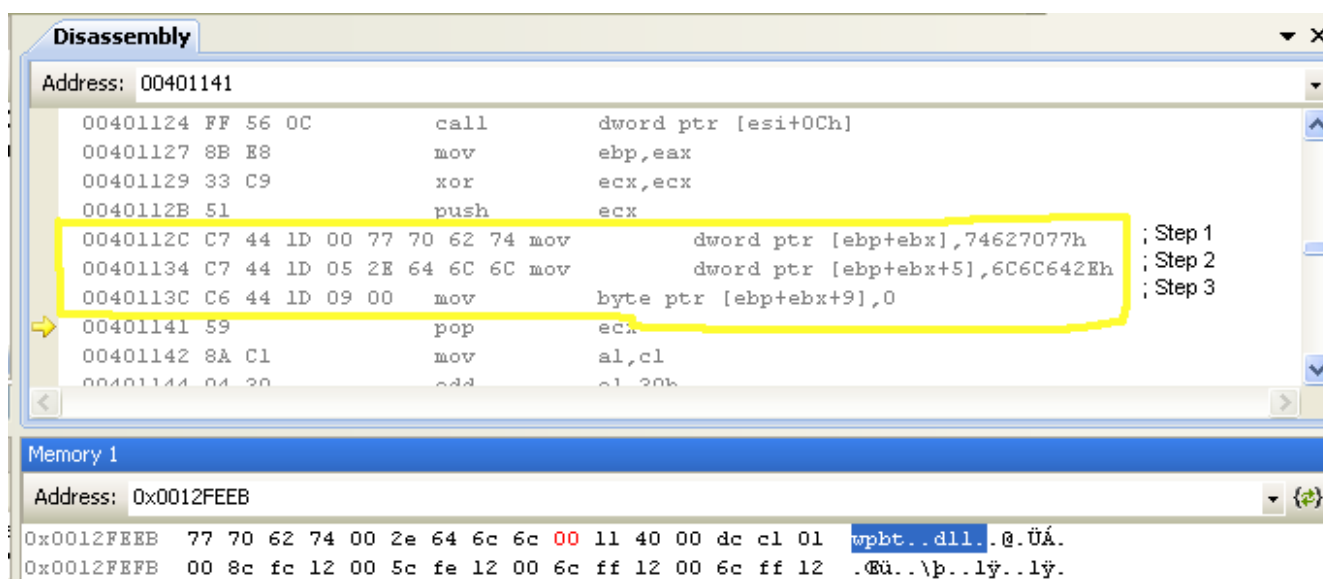 Disassembly
Address: 00401141
00401124 FF 56 0C call dword ptr [esi+0Ch]
00401127 8B E8 mov ebp,eax
00401129 33 C9 xor ecx,ecx
0040112B 51 push ecx
0040112C C7 44 1D 00 77 70 62 74 mov dword ptr [ebp+ebx],74627077h ; Step 1
00401134 C7 44 1D 05 2E 64 6C 6C mov dword ptr [ebp+ebx+5],6C6C642Eh ; Step 2
0040113C C6 44 1D 09 00 mov byte ptr [ebp+ebx+9],0 ; Step 3
00401141 59 pop ecx
00401142 8A C1 mov al,cl
00401144 04 30 add al,30h
Memory 1
Address: 0x0012FEEB
0x0012FEEB 77 70 62 74 00 2e 64 6c 6c 00 11 40 00 dc c1 01 wpbt..dll..@.ÜÁ.
0x0012FEFB 00 8c fc 12 00 5c fe 12 00 6c ff 12 00 6c ff 12 .Œü..\þ..lÿ..lÿ.